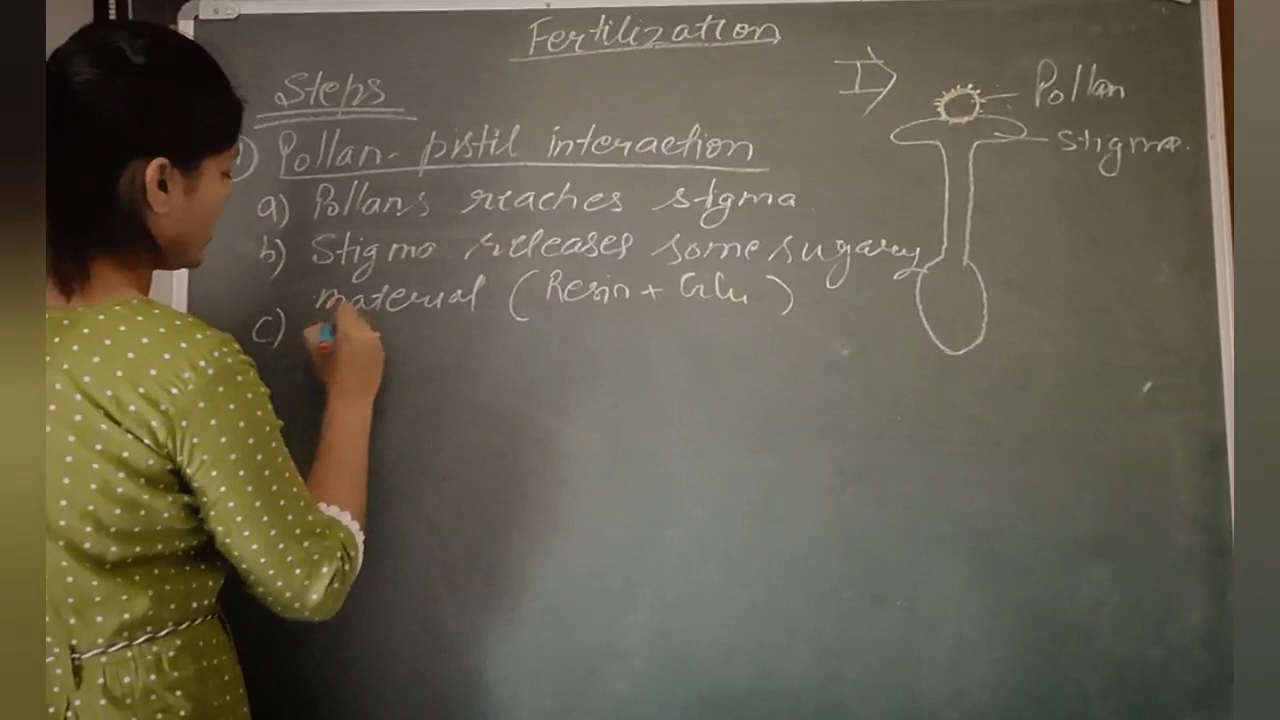 Fertilization
Steps
1) Pollan- pistil interaction
a) Pollans reaches stigma
b) Stigma releases some sugary
material (Resin + Glu)
c)
I
Pollan
Stigma.